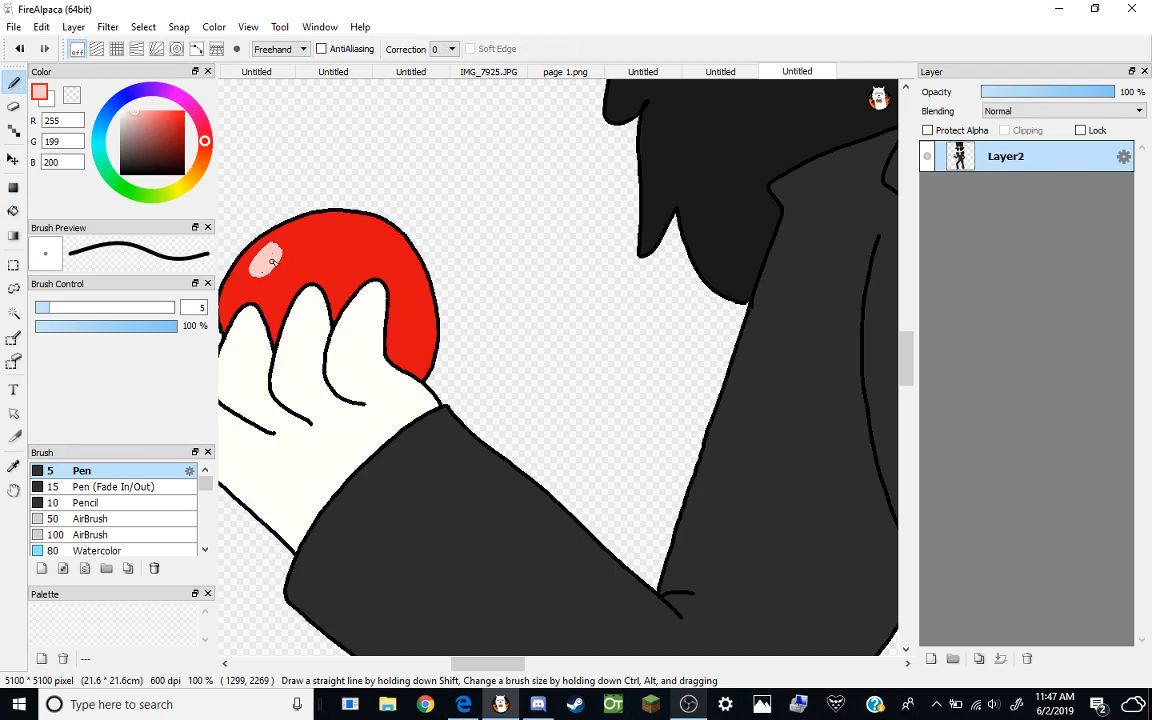 FireAlpaca (64bit)
File Edit Layer Filter Select Snap Color View Tool Window Help
off Freehand AntiAliasing Correction 0 Soft Edge
Color
Untitled Untitled Untitled IMG_7925.JPG page 1.png Untitled Untitled Untitled
Layer
Opacity 100 %
Blending Normal
Protect Alpha Clipping Lock
Layer2
R 255
G 199
B 200
Brush Preview
Brush Control
5
100 %
Brush
5 Pen
15 Pen (Fade In/Out)
10 Pencil
50 AirBrush
100 AirBrush
80 Watercolor
Palette
---
5100 * 5100 pixel (21.6 * 21.6cm) 600 dpi 100 % ( 1299, 2269 ) Draw a straight line by holding down Shift, Change a brush size by holding down Ctrl, Alt, and dragging
Type here to search
OT
11:47 AM
6/2/2019
2